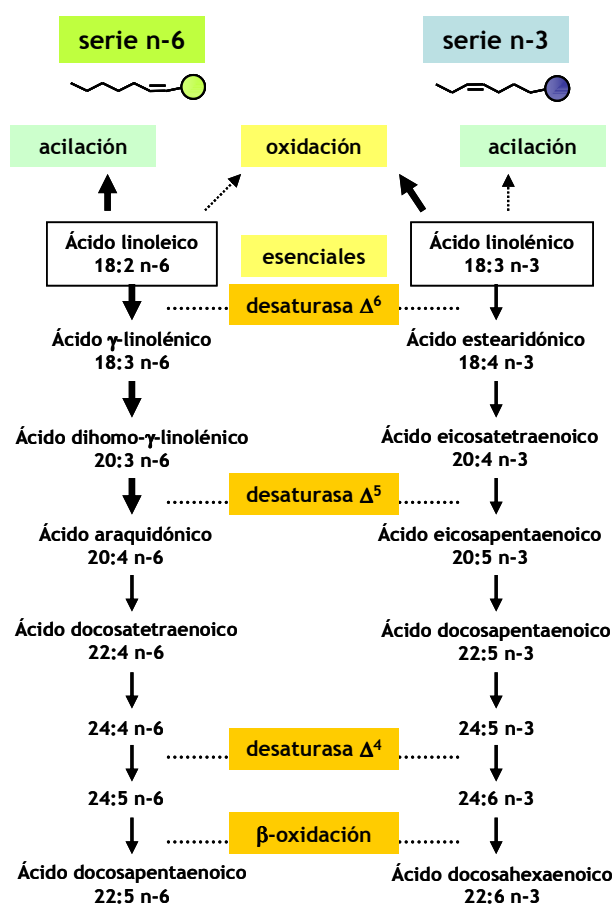 serie n-6
serie n-3
acilación
oxidación
acilación
Ácido linoleico
18:2 n-6
esenciales
Ácido linolénico
18:3 n-3
desaturasa Δ⁶
Ácido γ-linolénico
18:3 n-6
Ácido estearidónico
18:4 n-3
Ácido dihomo-γ-linolénico
20:3 n-6
Ácido eicosatetraenoico
20:4 n-3
desaturasa Δ⁵
Ácido araquidónico
20:4 n-6
Ácido eicosapentaenoico
20:5 n-3
Ácido docosatetraenoico
22:4 n-6
Ácido docosapentaenoico
22:5 n-3
24:4 n-6
24:5 n-3
desaturasa Δ⁴
24:5 n-6
24:6 n-3
β-oxidación
Ácido docosapentaenoico
22:5 n-6
Ácido docosahexaenoico
22:6 n-3